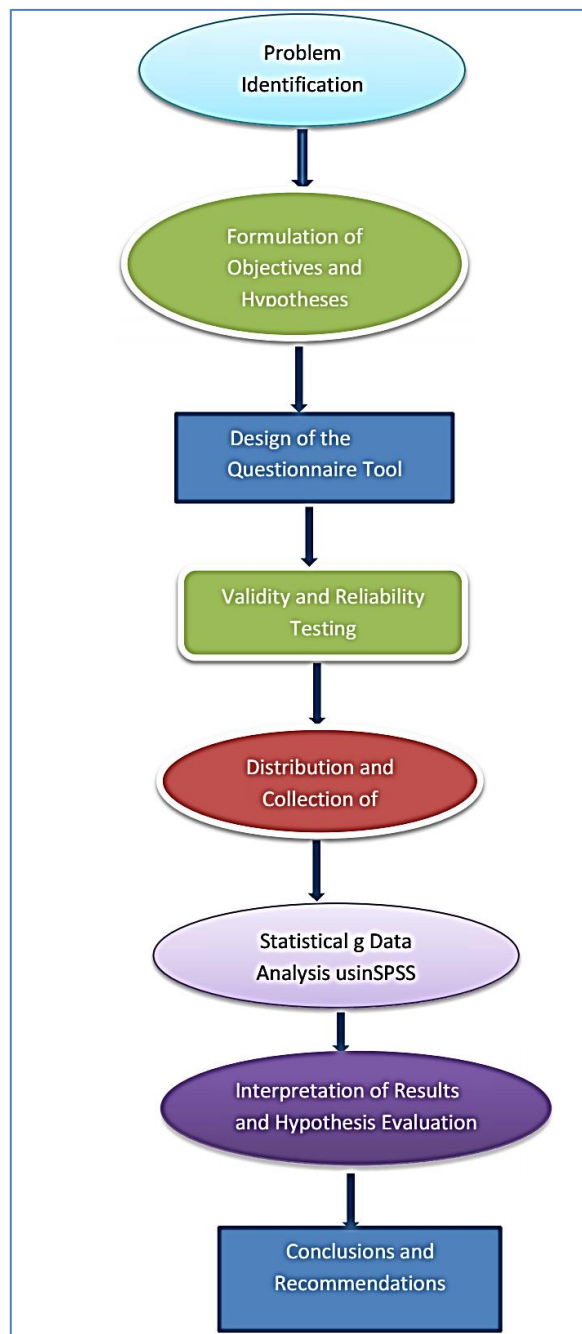 Problem
Identification
Formulation of
Objectives and
Hypotheses
Design of the
Questionnaire Tool
Validity and Reliability
Testing
Distribution and
Collection of
Statistical g Data
Analysis usinSPSS
Interpretation of Results
and Hypothesis Evaluation
Conclusions and
Recommendations